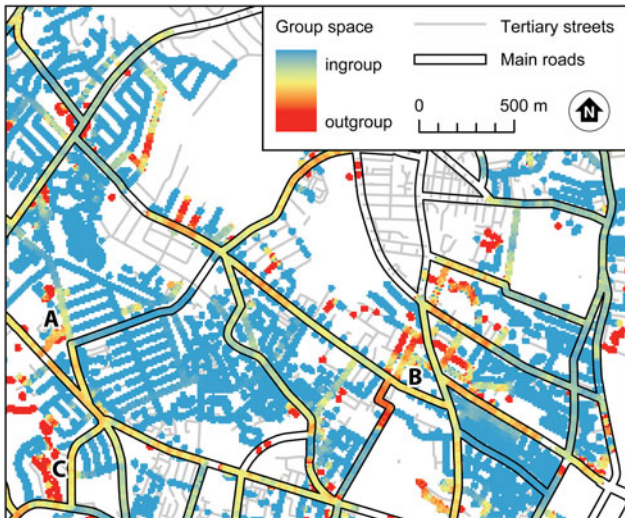 Group space
ingroup
outgroup
Tertiary streets
Main roads
0 500 m
N
A
B
C